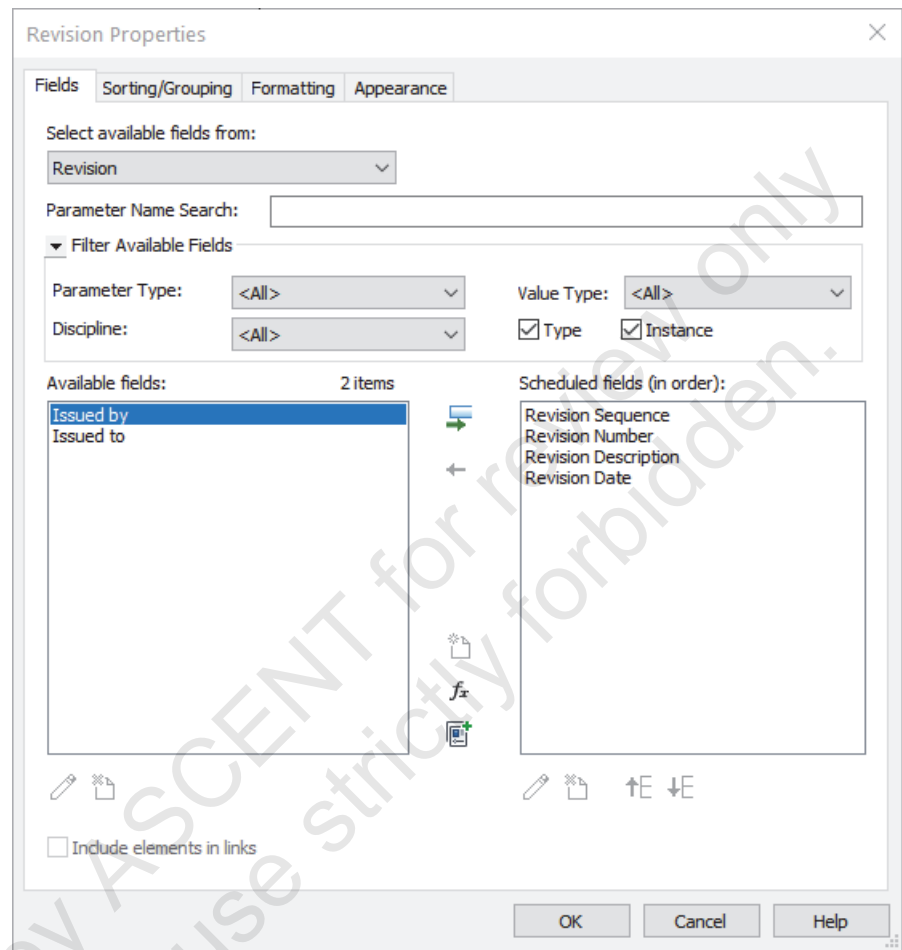 Revision Properties
Fields Sorting/Grouping Formatting Appearance
Select available fields from:
Revision
Parameter Name Search:
Filter Available Fields
Parameter Type: <All> Value Type: <All>
Discipline: <All> Type Instance
Available fields: 2 items Scheduled fields (in order):
Issued by Revision Sequence
Issued to Revision Number
Revision Description
Revision Date
fx
Include elements in links
OK Cancel Help
by ASCENT for review only
use strictly forbidden.